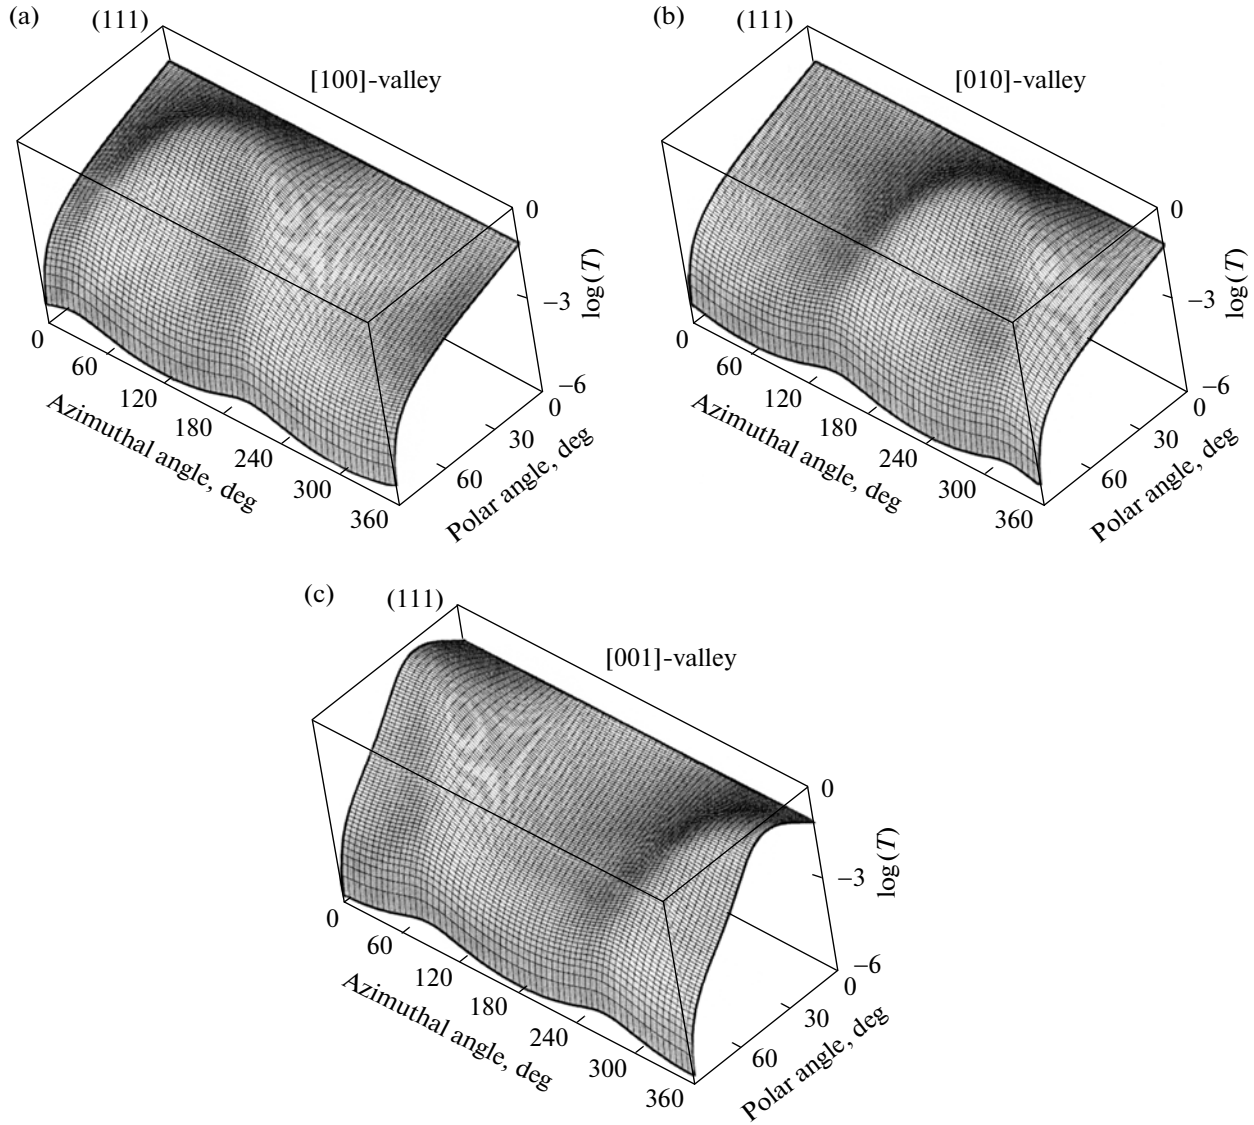 (a)
(111)
[100]-valley
0
−3
−6
log(T)
0
60
120
180
240
300
360
Azimuthal angle, deg
0
30
60
Polar angle, deg
(b)
(111)
[010]-valley
0
−3
−6
log(T)
0
60
120
180
240
300
360
Azimuthal angle, deg
0
30
60
Polar angle, deg
(c)
(111)
[001]-valley
0
−3
−6
log(T)
0
60
120
180
240
300
360
Azimuthal angle, deg
0
30
60
Polar angle, deg